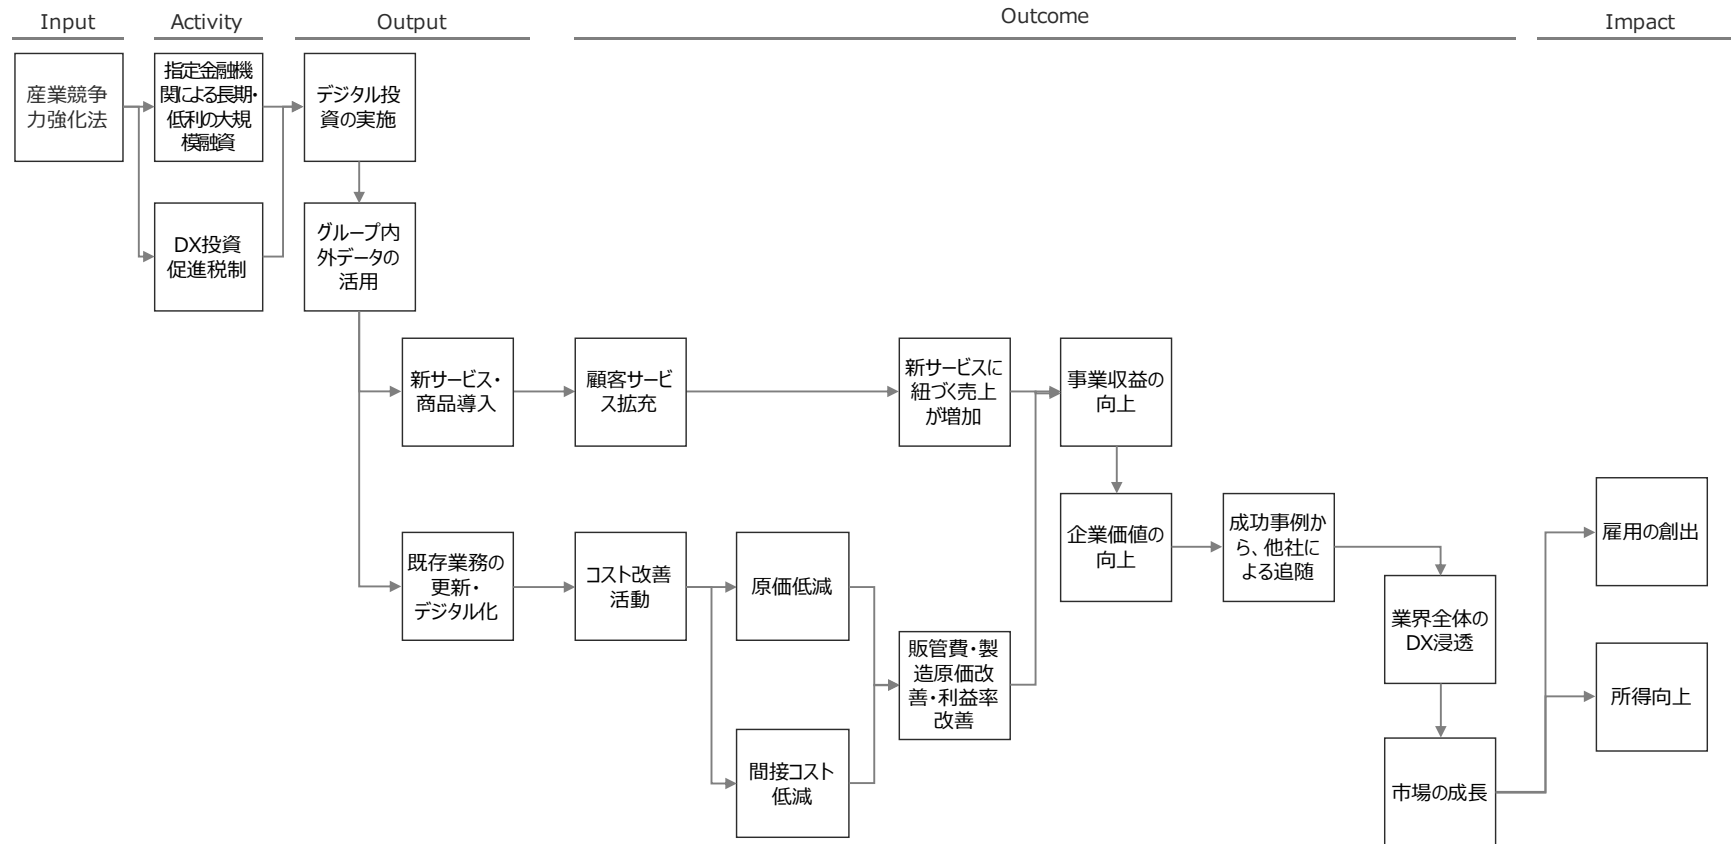 Input
Activity
Output
Outcome
Impact
産業競争
力強化法
指定金融機
関による長期・
低利の大規
模融資
デジタル投
資の実施
DX投資
促進税制
グループ内
外データの
活用
新サービス・
商品導入
顧客サービ
ス拡充
新サービスに
紐づく売上
が増加
事業収益の
向上
既存業務の
更新・
デジタル化
コスト改善
活動
原価低減
間接コスト
低減
販管費・製
造原価改
善・利益率
改善
企業価値の
向上
成功事例か
ら、他社に
よる追随
業界全体の
DX浸透
市場の成長
雇用の創出
所得向上